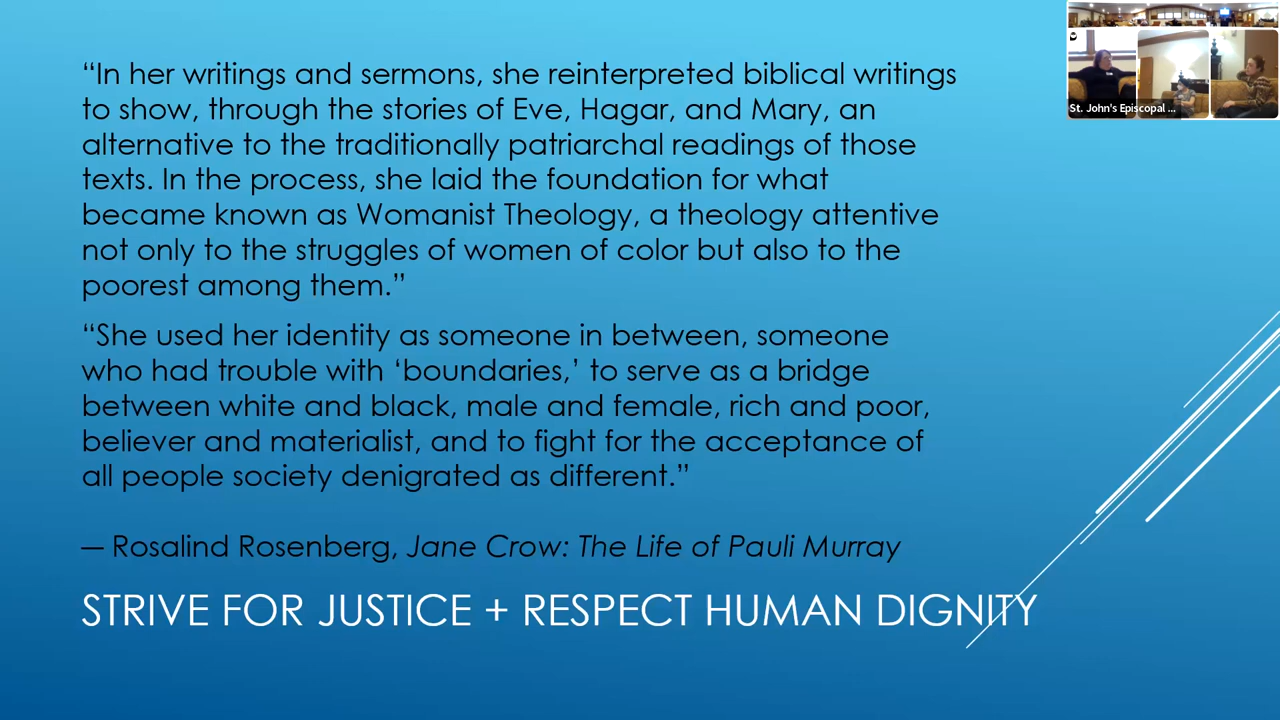 “In her writings and sermons, she reinterpreted biblical writings
to show, through the stories of Eve, Hagar, and Mary, an
alternative to the traditionally patriarchal readings of those
texts. In the process, she laid the foundation for what
became known as Womanist Theology, a theology attentive
not only to the struggles of women of color but also to the
poorest among them.”
“She used her identity as someone in between, someone
who had trouble with ‘boundaries,’ to serve as a bridge
between white and black, male and female, rich and poor,
believer and materialist, and to fight for the acceptance of
all people society denigrated as different.”
― Rosalind Rosenberg, Jane Crow: The Life of Pauli Murray
STRIVE FOR JUSTICE + RESPECT HUMAN DIGNITY
St. John's Episcopal ...